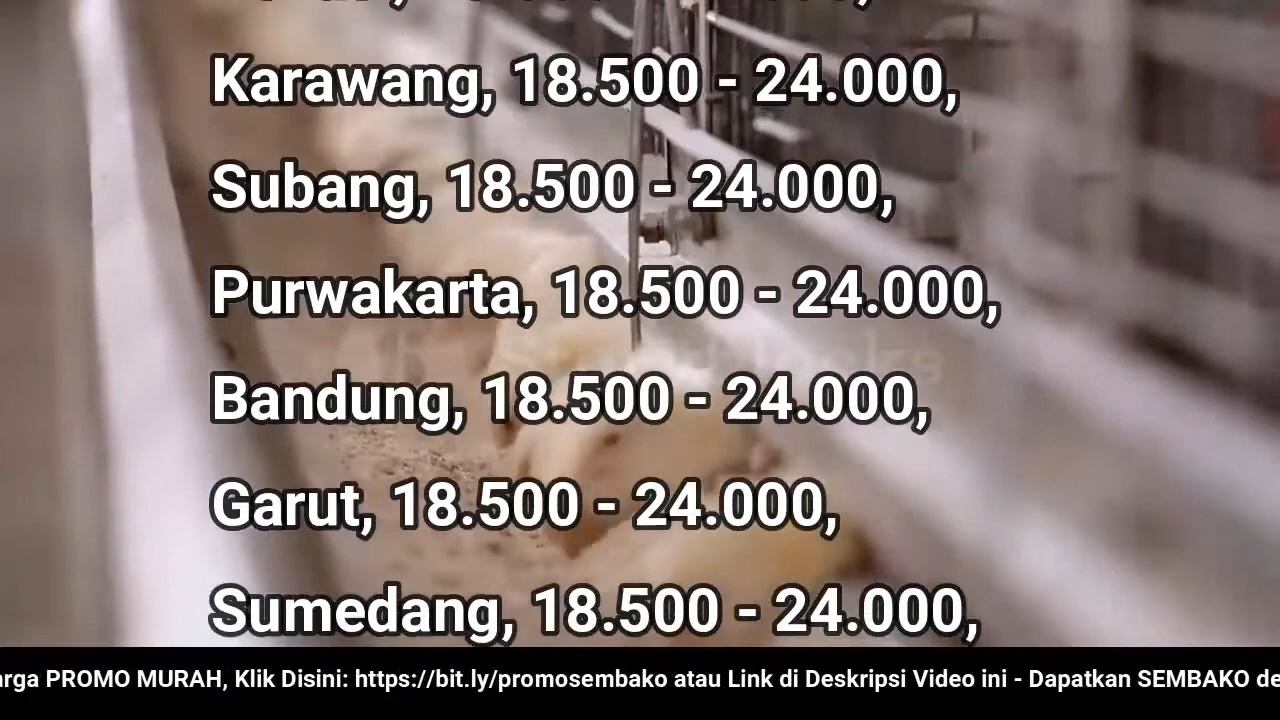 Karawang, 18.500 - 24.000,
Subang, 18.500 - 24.000,
Purwakarta, 18.500 - 24.000,
Bandung, 18.500 - 24.000,
Garut, 18.500 - 24.000,
Sumedang, 18.500 - 24.000,
PROMO MURAH, Klik Disini: https://bit.ly/promosembako atau Link di Deskripsi Video ini - Dapatkan SEMBAKO